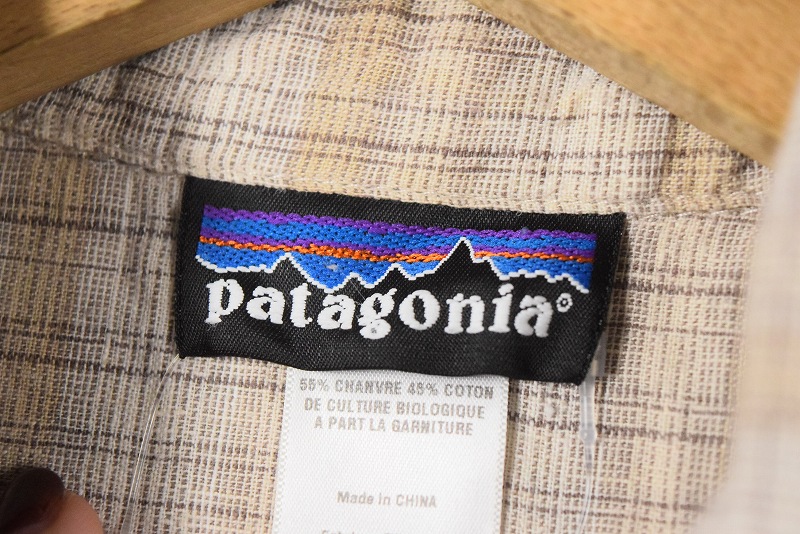 patagonia®
55% CHANVRE 45% COTON
DE CULTURE BIOLOGIQUE
A PART LA GARNITURE
Made in CHINA